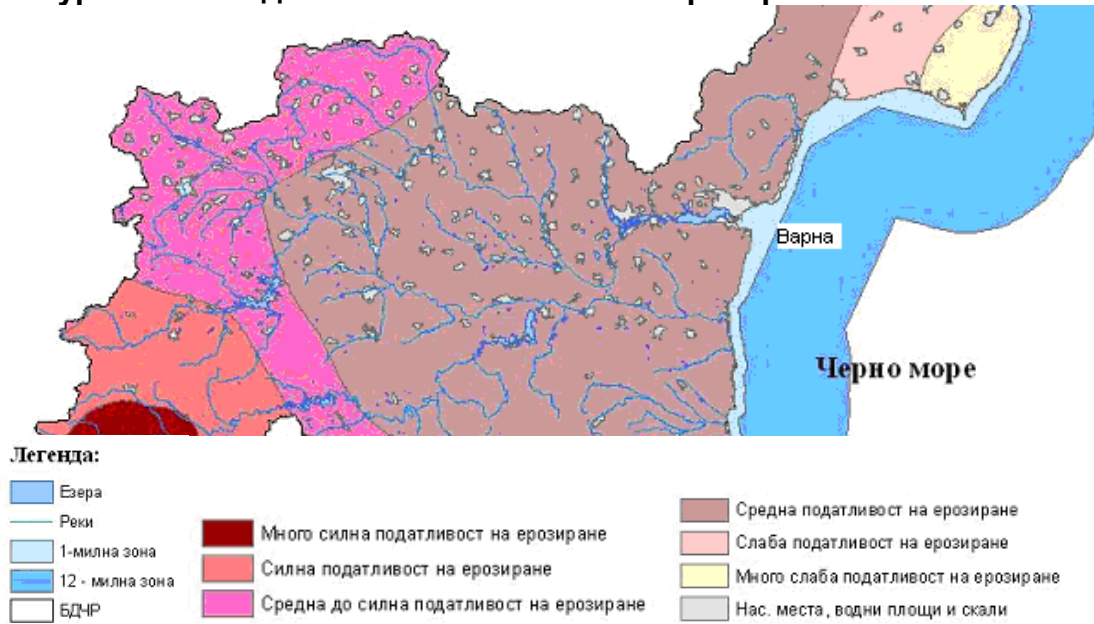 Варна
Черно море
Легенда:
Езера
Реки
1-милна зона
12 - милна зона
БДЧР
Много силна податливост на ерозиране
Силна податливост на ерозиране
Средна до силна податливост на ерозиране
Средна податливост на ерозиране
Слаба податливост на ерозиране
Много слаба податливост на ерозиране
Нас. места, водни площи и скали